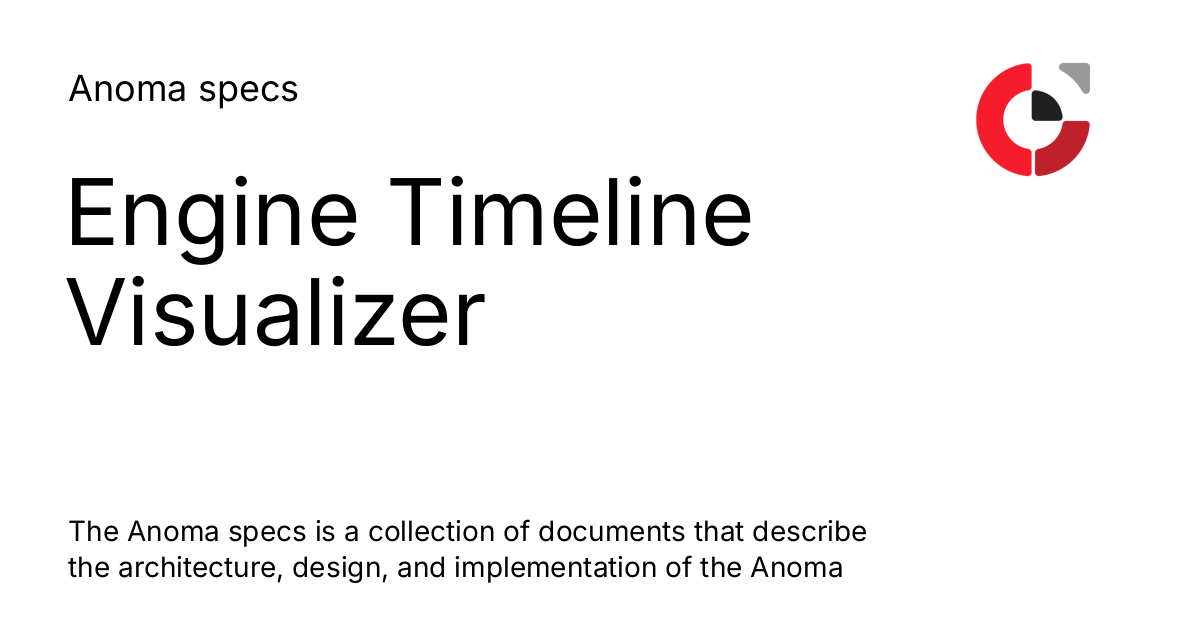 Anoma specs
Engine Timeline
Visualizer
The Anoma specs is a collection of documents that describe
the architecture, design, and implementation of the Anoma